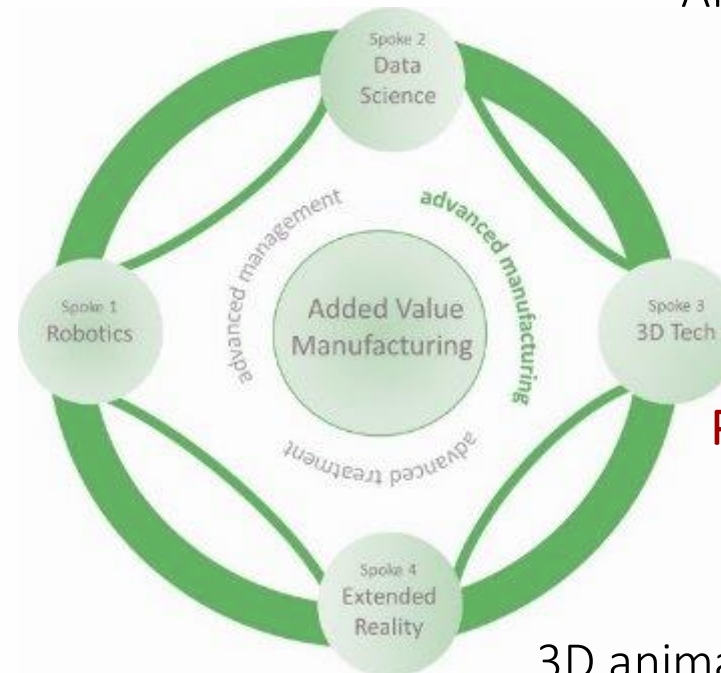 Spoke 2
Data
Science
advanced management
advanced manufacturing
Spoke 1
Robotics
Added Value
Manufacturing
Spoke 3
3D Tech
advanced treatment
Spoke 4
Extended
Reality
3D anima